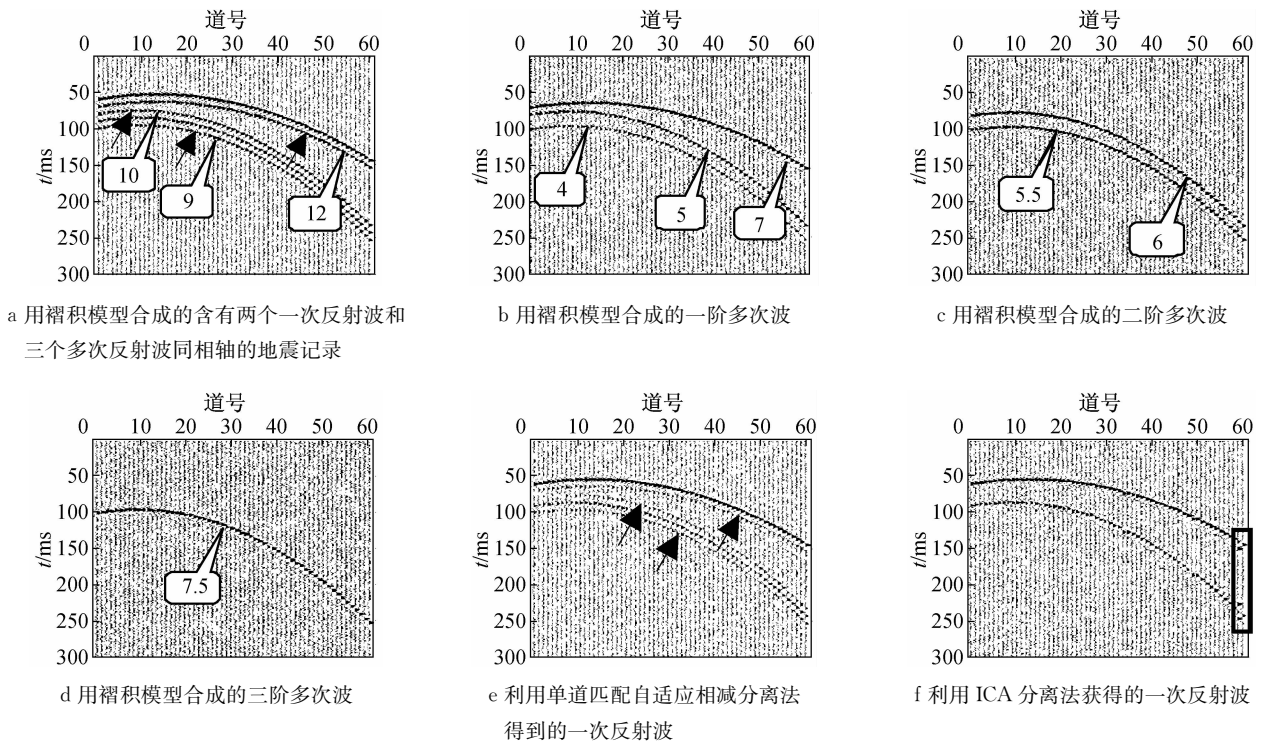 道号 道号 道号
0 10 20 30 40 50 60 0 10 20 30 40 50 60 0 10 20 30 40 50 60
50 50 50
100 100 100
t/ms t/ms t/ms
150 150 150
200 200 200
250 250 250
300 300 300
10 9 12 4 5 7 5.5 6
a 用褶积模型合成的含有两个一次反射波和
三个多次反射波同相轴的地震记录
b 用褶积模型合成的一阶多次波
c 用褶积模型合成的二阶多次波
道号 道号 道号
0 10 20 30 40 50 60 0 10 20 30 40 50 60 0 10 20 30 40 50 60
50 50 50
100 100 100
t/ms t/ms t/ms
150 150 150
200 200 200
250 250 250
300 300 300
7.5
d 用褶积模型合成的三阶多次波
e 利用单道匹配自适应相减分离法
得到的一次反射波
f 利用 ICA 分离法获得的一次反射波